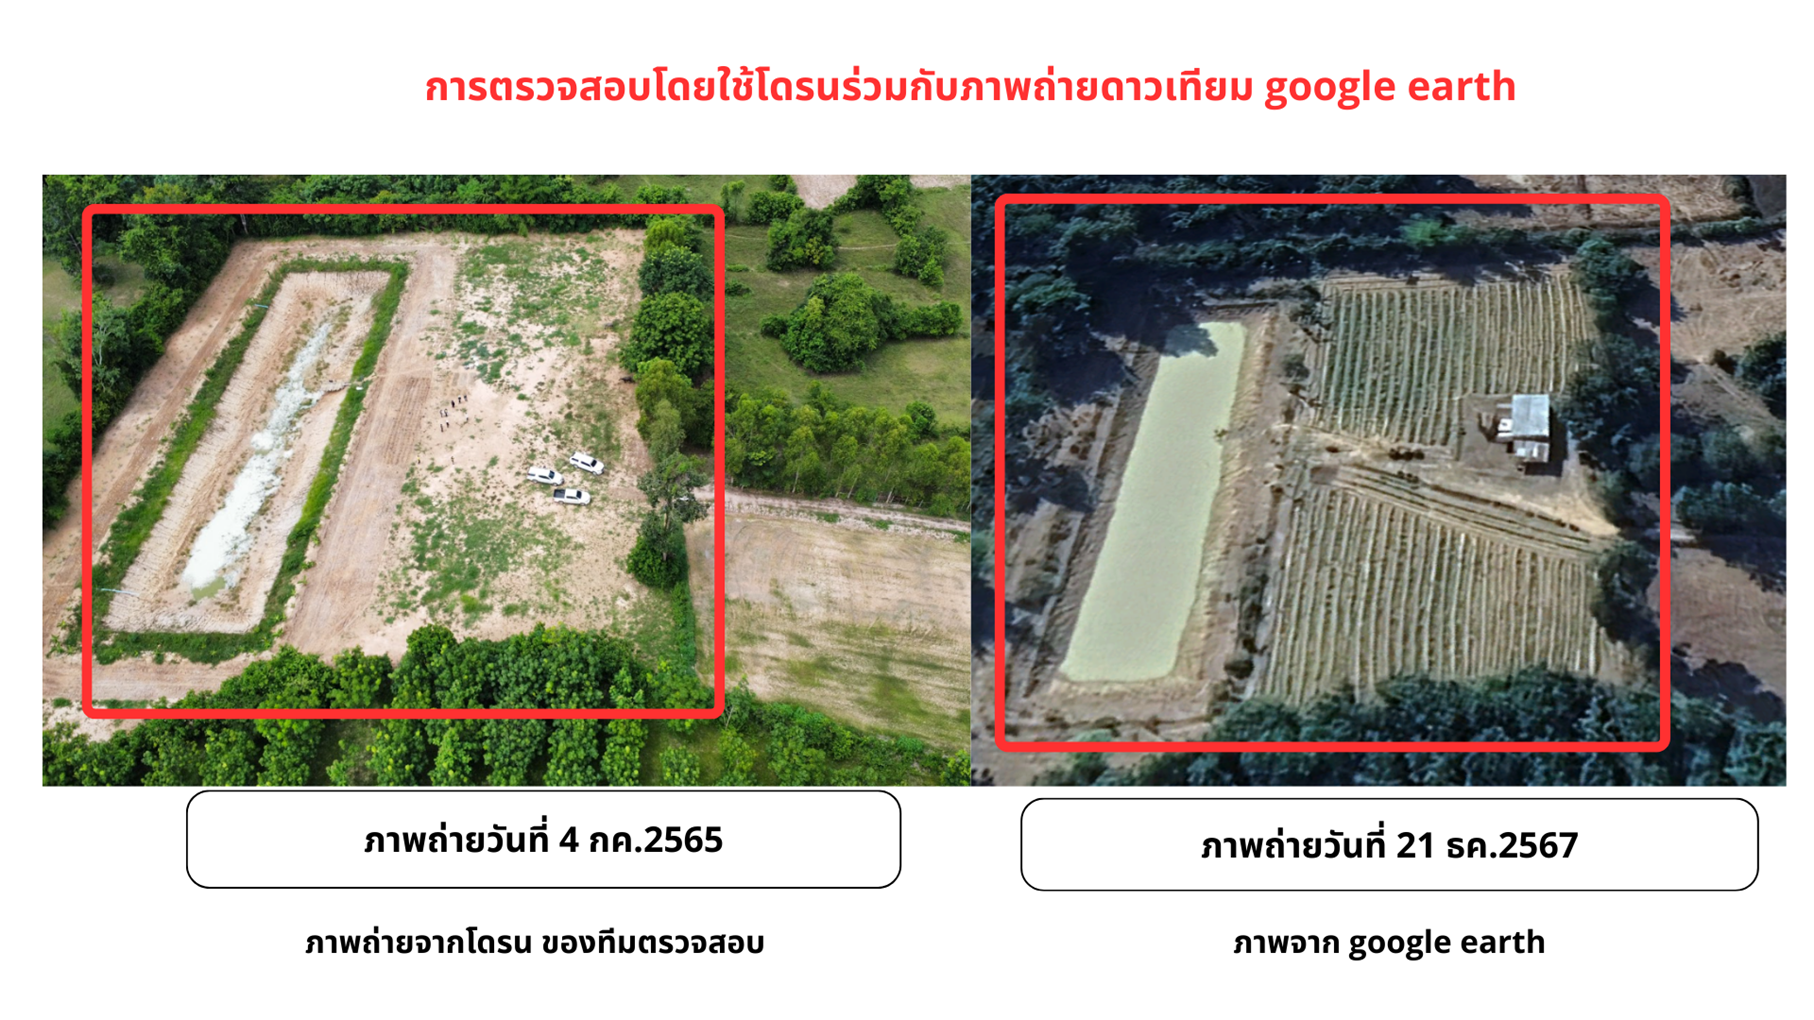 การตรวจสอบโดยใช้โดรนร่วมกับภาพถ่ายดาวเทียม google earth
ภาพถ่ายวันที่ 4 กค.2565
ภาพถ่ายวันที่ 21 ธค.2567
ภาพถ่ายจากโดรน ของทีมตรวจสอบ
ภาพจาก google earth